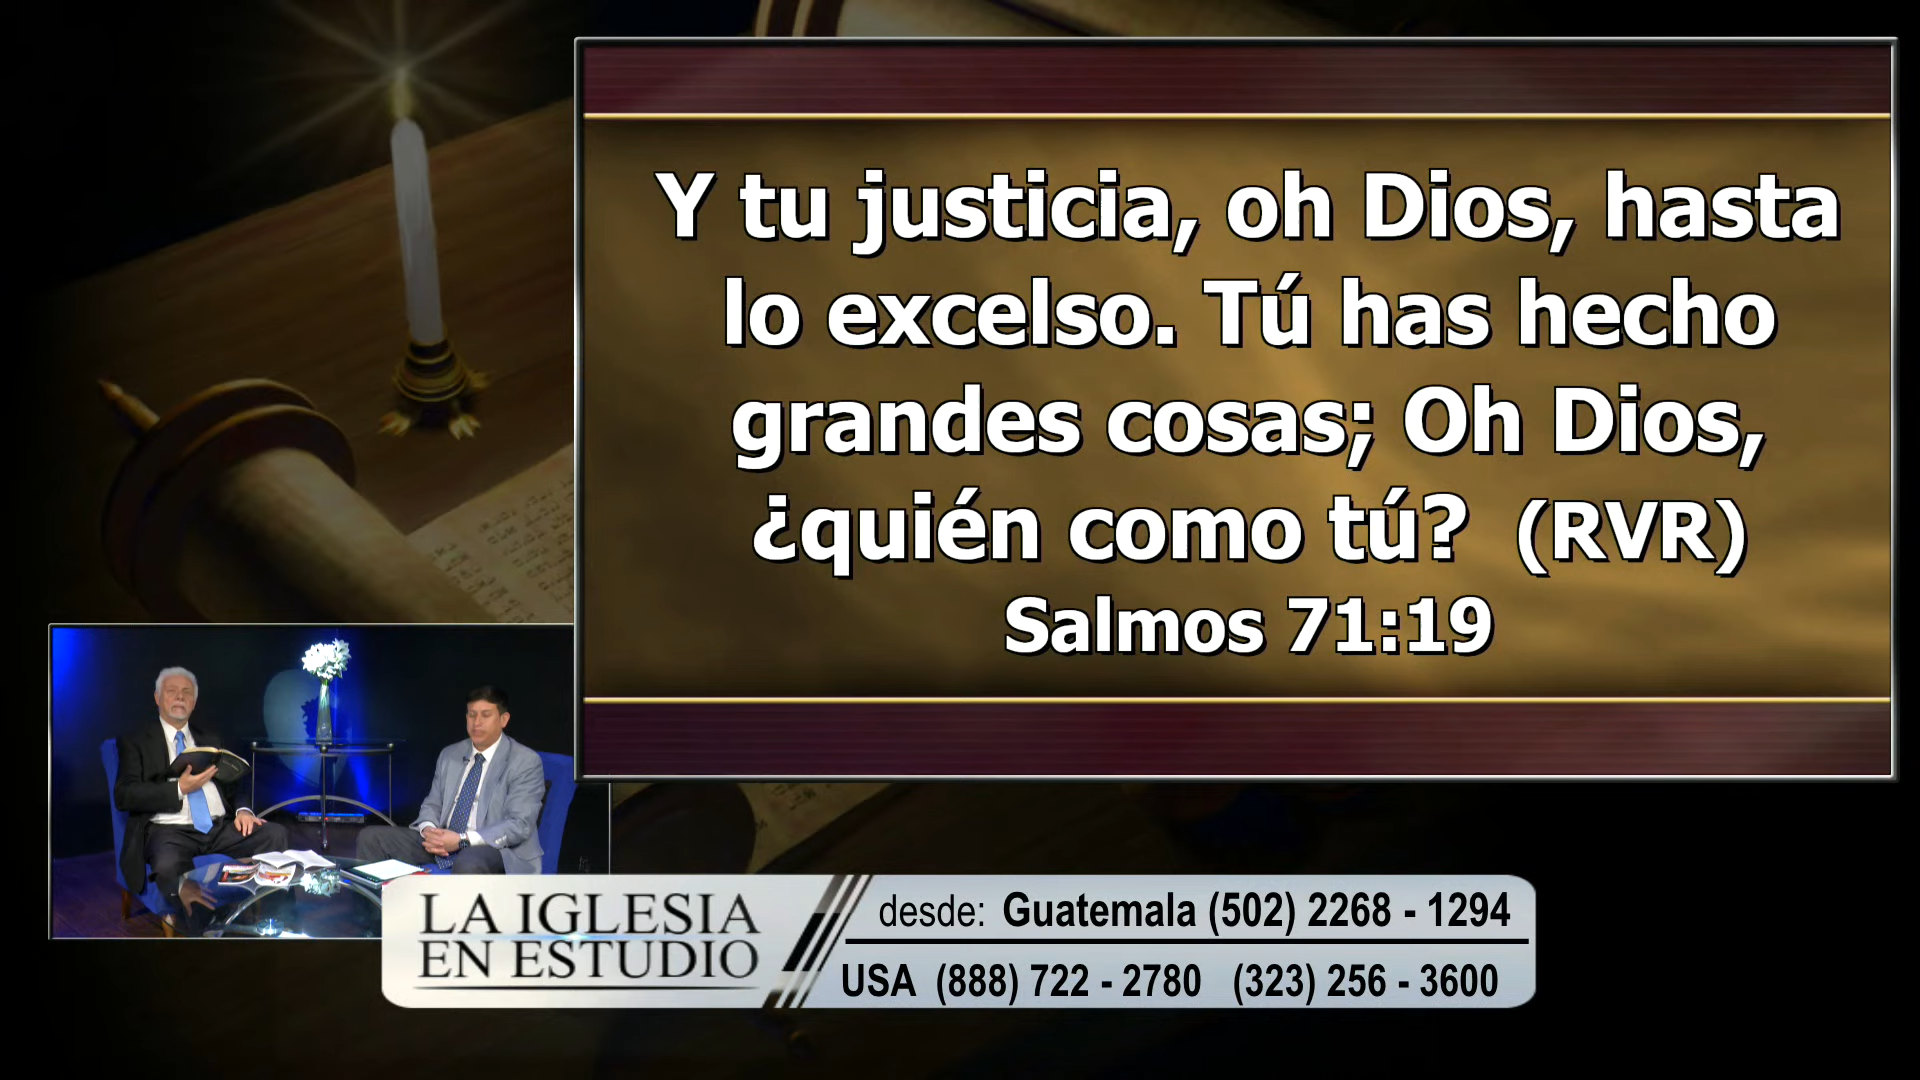 Y tu justicia, oh Dios, hasta
lo excelso. Tú has hecho
grandes cosas; Oh Dios,
¿quién como tú? (RVR)
Salmos 71:19
LA IGLESIA
EN ESTUDIO
desde: Guatemala (502) 2268 - 1294
USA (888) 722 - 2780 (323) 256 - 3600